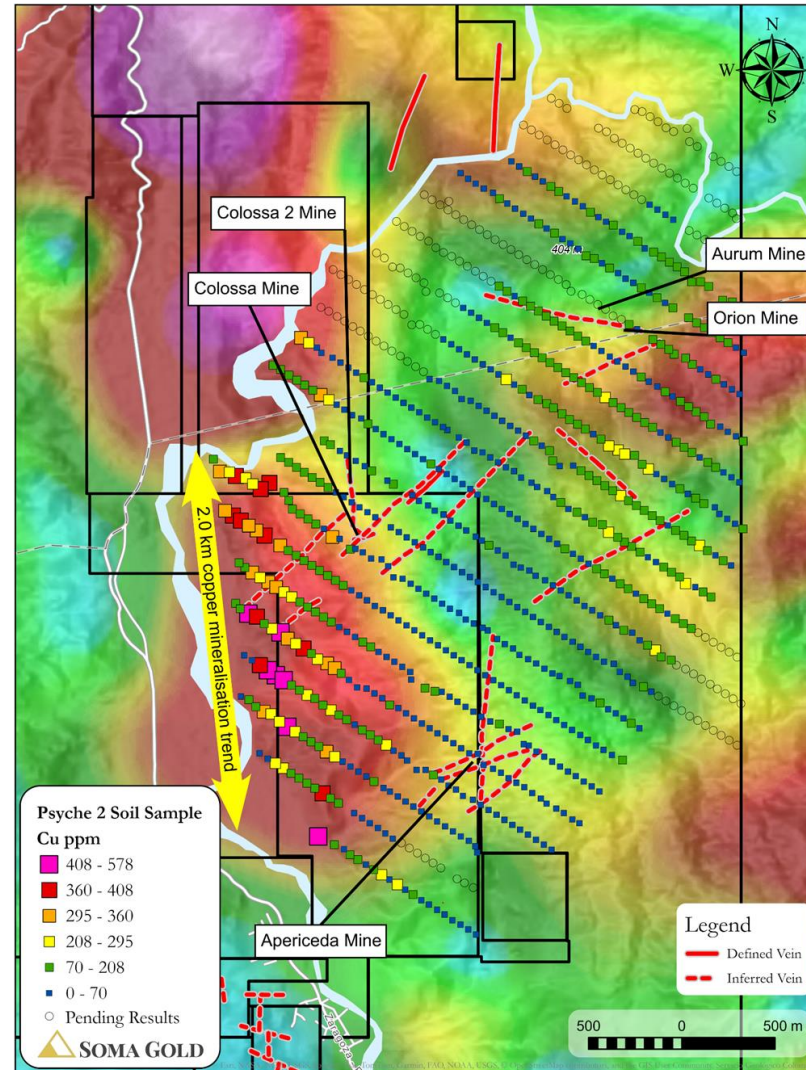 N
W
S
Colossa 2 Mine
Colossa Mine
Aurum Mine
Orion Mine
2.0 km copper mineralisation trend
Psyche 2 Soil Sample
Cu ppm
408 - 578
360 - 408
295 - 360
208 - 295
70 - 208
0 - 70
Pending Results
SOMA GOLD
Apericeda Mine
Legend
Defined Vein
Inferred Vein
500 0 500 m
Zaragoza